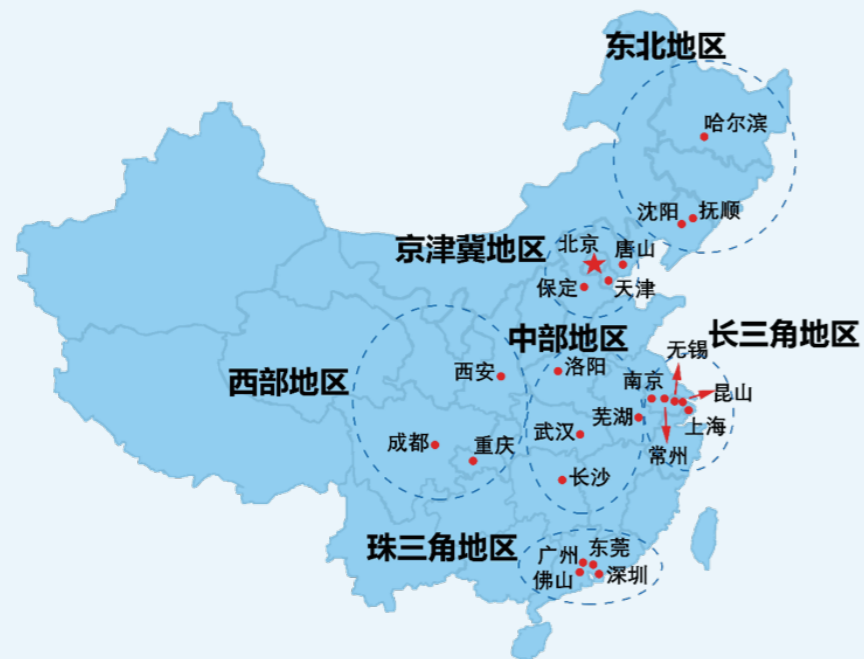 东北地区
哈尔滨
沈阳
抚顺
京津冀地区
北京
唐山
保定
天津
中部地区
长三角地区
西部地区
西安
洛阳
无锡
南京
昆山
芜湖
上海
成都
重庆
武汉
常州
长沙
珠三角地区
广州
东莞
佛山
深圳